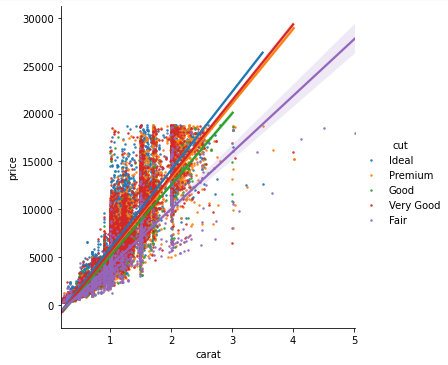 30000
25000
20000
15000
10000
5000
0
price
1
2
3
4
5
carat
cut
Ideal
Premium
Good
Very Good
Fair